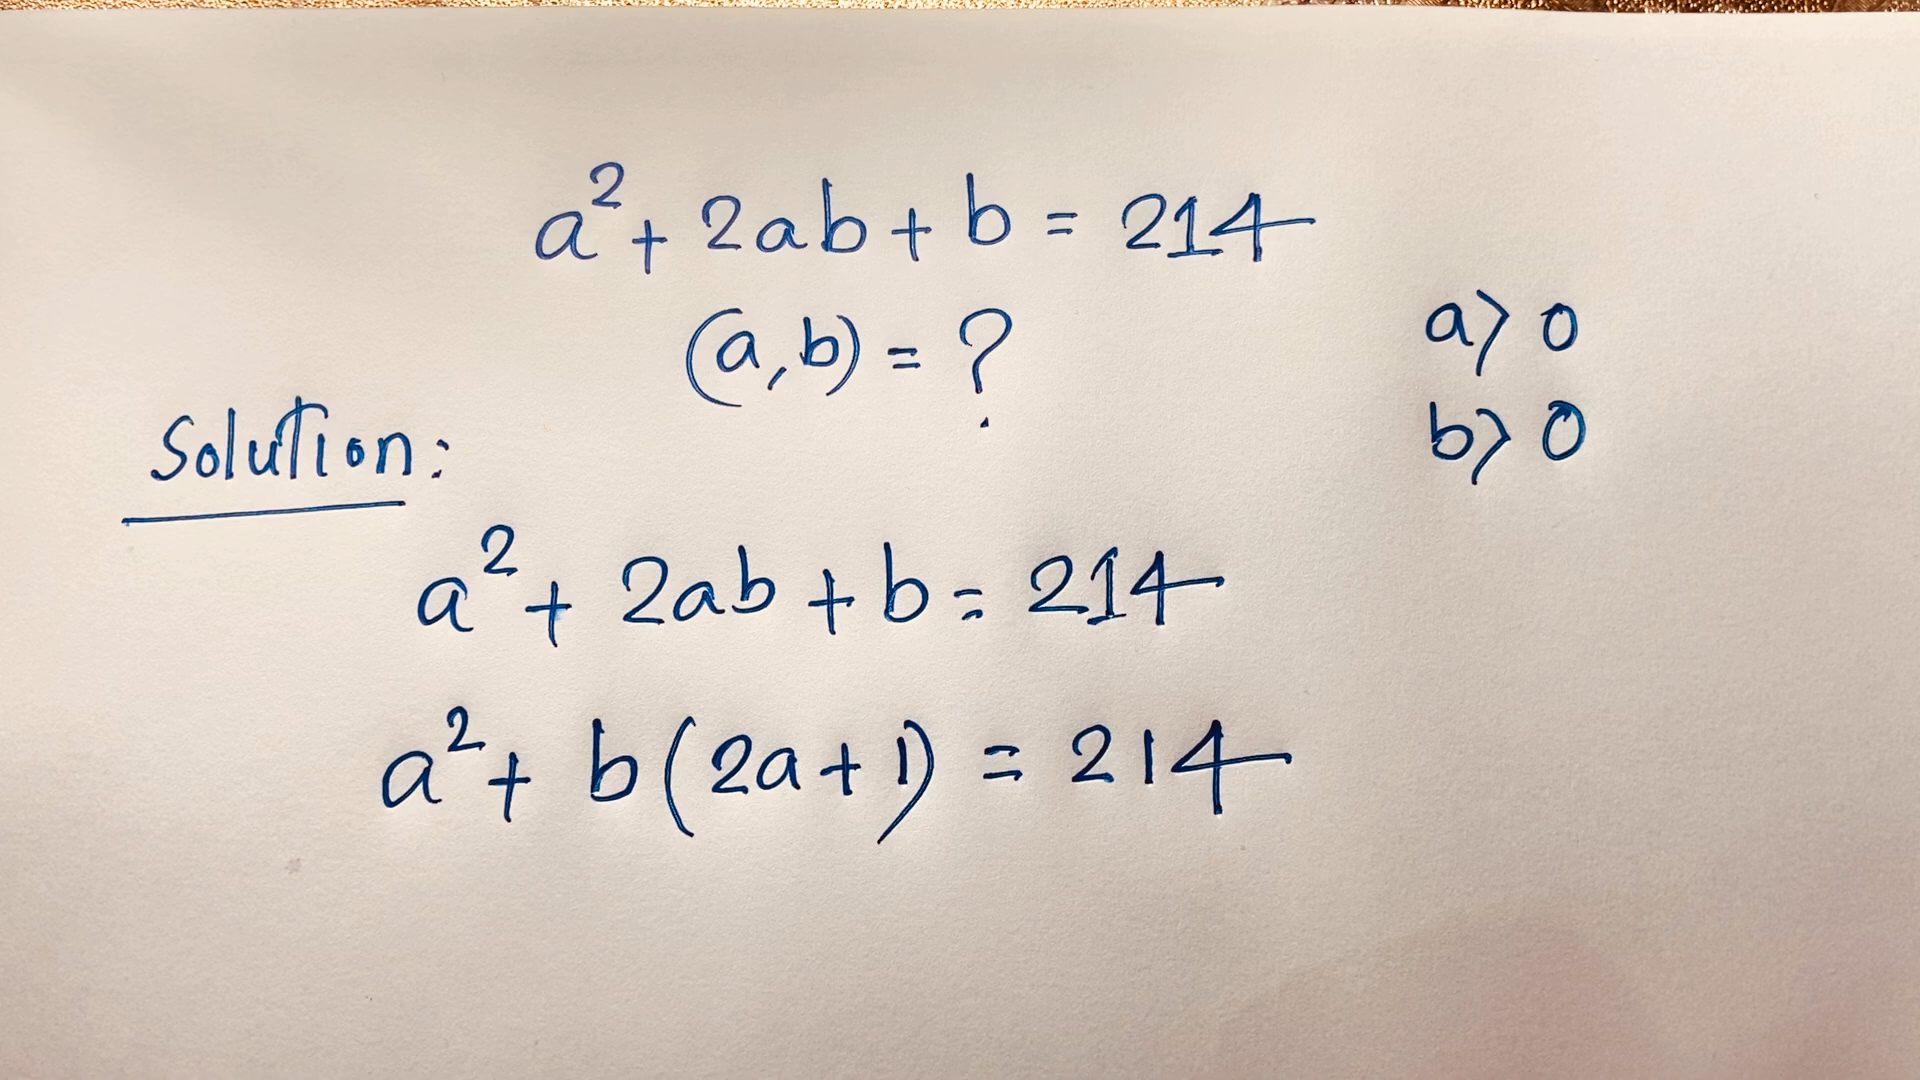 a² + 2ab + b = 214
(a, b) = ?
a > 0
b > 0
Solution:
a² + 2ab + b = 214
a² + b(2a + 1) = 214